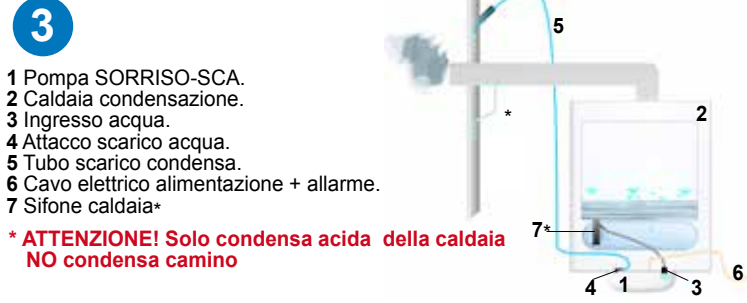 3
1 Pompa SORRISO-SCA.
2 Caldaia condensazione.
3 Ingresso acqua.
4 Attacco scarico acqua.
5 Tubo scarico condensa.
6 Cavo elettrico alimentazione + allarme.
7 Sifone caldaia*
* ATTENZIONE! Solo condensa acida della caldaia
NO condensa camino
5
*
2
7*
4
1
3
6